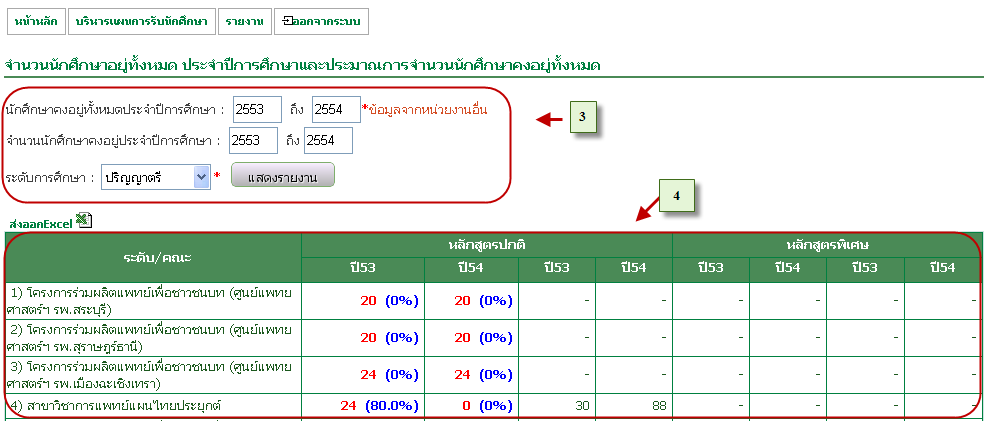 หน้าหลัก บริหารแผนการรับนักศึกษา รายงาน ออกจากระบบ
จำนวนนักศึกษาอยู่ทั้งหมด ประจำปีการศึกษาและประมาณการจำนวนนักศึกษาคงอยู่ทั้งหมด
นักศึกษาคงอยู่ทั้งหมดประจำปีการศึกษา : 2553 ถึง 2554 *ข้อมูลจากหน่วยงานอื่น
3
จำนวนนักศึกษาคงอยู่ประจำปีการศึกษา : 2553 ถึง 2554
ระดับการศึกษา : ปริญญาตรี * แสดงรายงาน
4
ส่งออกExcel
ระดับ/คณะ หลักสูตรปกติ หลักสูตรพิเศษ
ปี53 ปี54 ปี53 ปี54 ปี53 ปี54 ปี53 ปี54
1) โครงการร่วมผลิตแพทย์เพื่อชาวชนบท (ศูนย์แพทย
ศาสตร์ฯ รพ.สระบุรี) 20 (0%) 20 (0%) - - - - - -
2) โครงการร่วมผลิตแพทย์เพื่อชาวชนบท (ศูนย์แพทย
ศาสตร์ฯ รพ.สุราษฎร์ธานี) 20 (0%) 20 (0%) - - - - - -
3) โครงการร่วมผลิตแพทย์เพื่อชาวชนบท (ศูนย์แพทย
ศาสตร์ฯ รพ.เมืองฉะเชิงเทรา) 24 (0%) 24 (0%) - - - - - -
4) สาขาวิชาการแพทย์แผนไทยประยุกต์ 24 (80.0%) 0 (0%) 30 88 - - - -